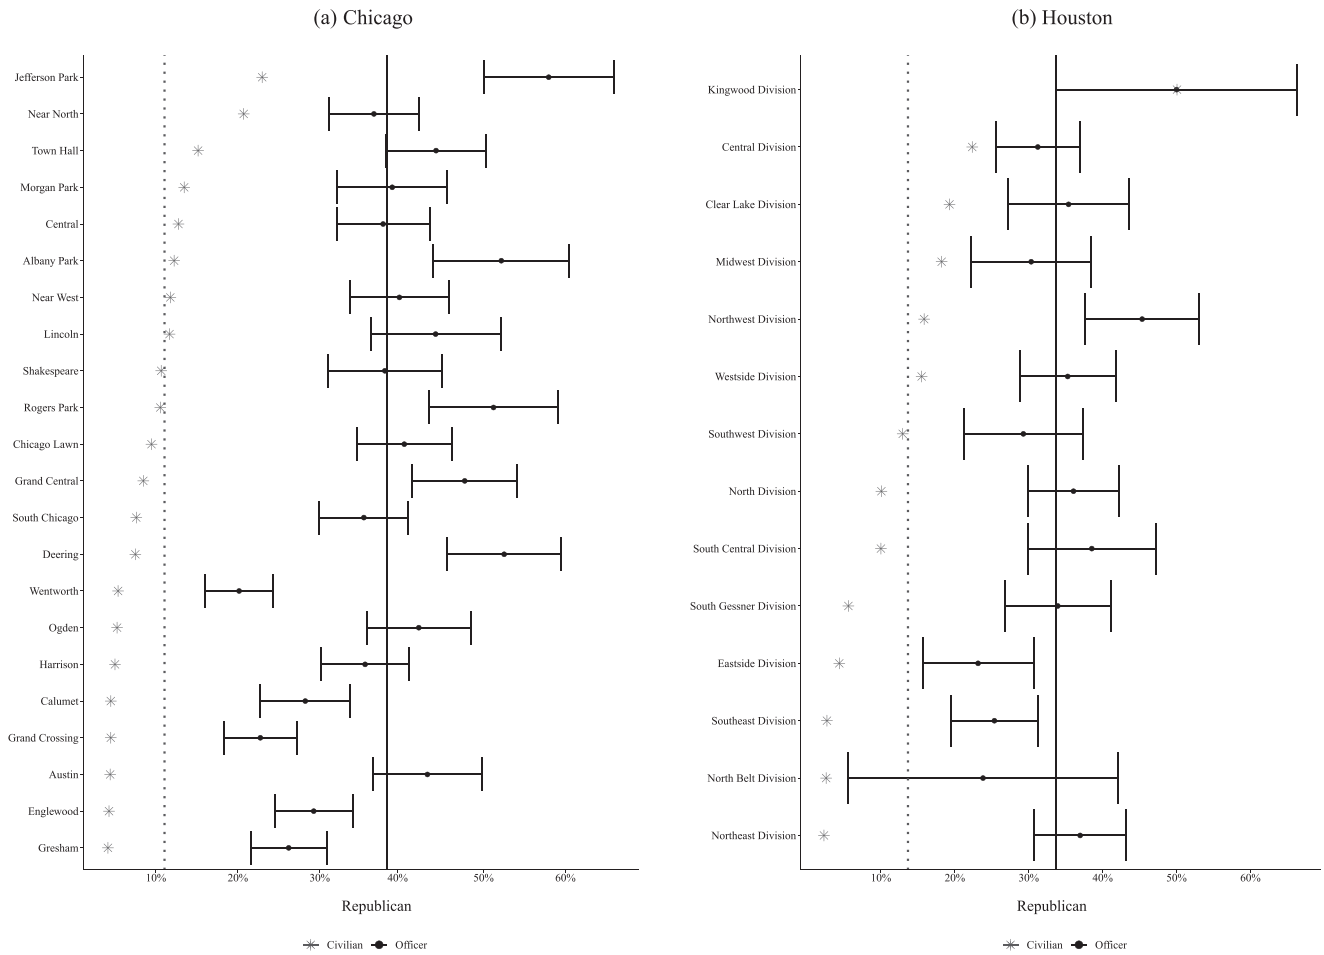 (a) Chicago
Jefferson Park
Near North
Town Hall
Morgan Park
Central
Albany Park
Near West
Lincoln
Shakespeare
Rogers Park
Chicago Lawn
Grand Central
South Chicago
Deering
Wentworth
Ogden
Harrison
Calumet
Grand Crossing
Austin
Englewood
Gresham
10% 20% 30% 40% 50% 60%
Republican
Civilian Officer
(b) Houston
Kingwood Division
Central Division
Clear Lake Division
Midwest Division
Northwest Division
Westside Division
Southwest Division
North Division
South Central Division
South Gessner Division
Eastside Division
Southeast Division
North Belt Division
Northeast Division
10% 20% 30% 40% 50% 60%
Republican
Civilian Officer